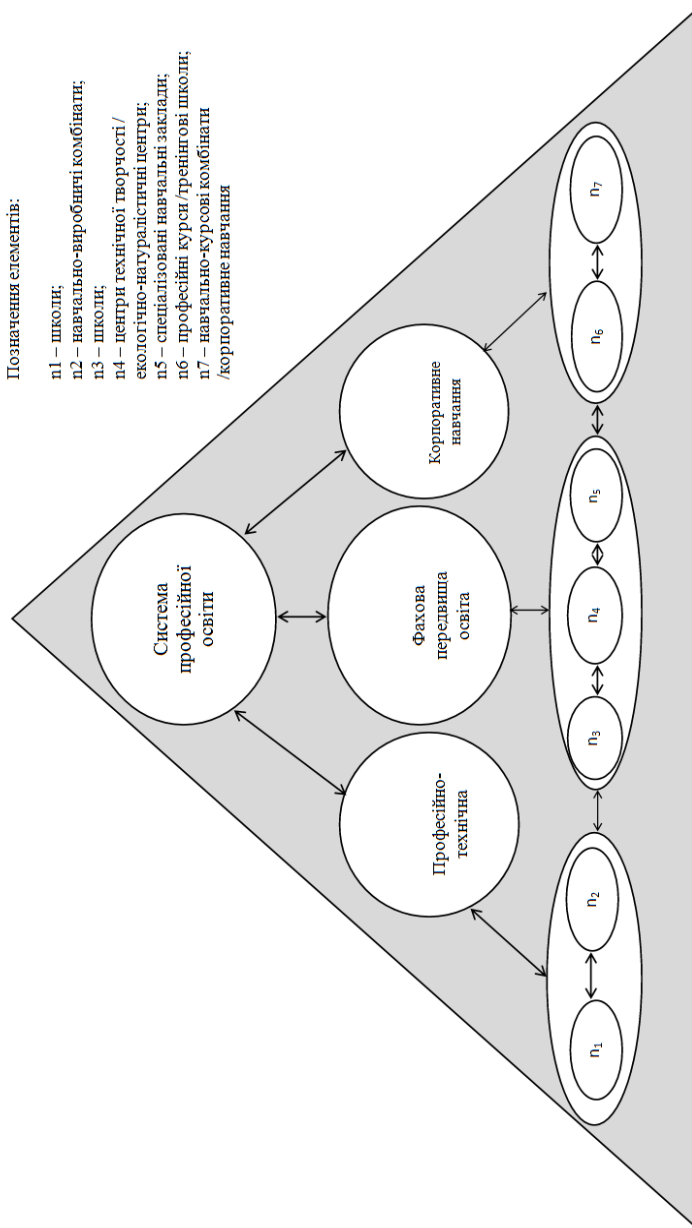 Позначення елементів:
n1 – школи;
n2 – навчально-виробничі комбінати;
n3 – школи;
n4 – центри технічної творчості /
екологічно-натуралістичні центри;
n5 – спеціалізовані навчальні заклади;
n6 – професійні курси/тренінгові школи;
n7 – навчально-курсові комбінати
/корпоративне навчання
Система
професійної
освіти
Професійно-
технічна
Фахова
передвища
освіта
Корпоративне
навчання
n₁
n₂
n₃
n₄
n₅
n₆
n₇